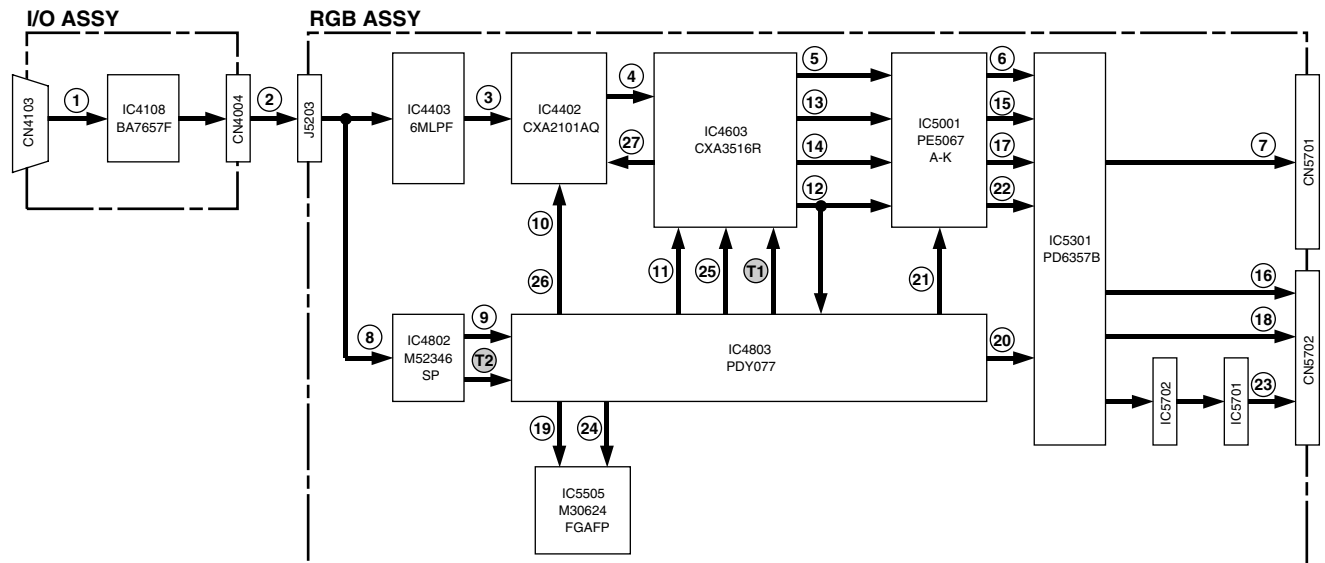 I/O ASSY
RGB ASSY
CN4103
1
IC4108
BA7657F
CN4004
2
J5203
IC4403
6MLPF
3
IC4402
CXA2101AQ
4
27
IC4603
CXA3516R
5
13
14
12
IC5001
PE5067
A-K
6
15
17
22
IC5301
PD6357B
7
CN5701
10
26
11
25
T1
21
8
IC4802
M52346
SP
9
T2
IC4803
PDY077
20
16
18
23
IC5702
IC5701
CN5702
19
24
IC5505
M30624
FGAFP